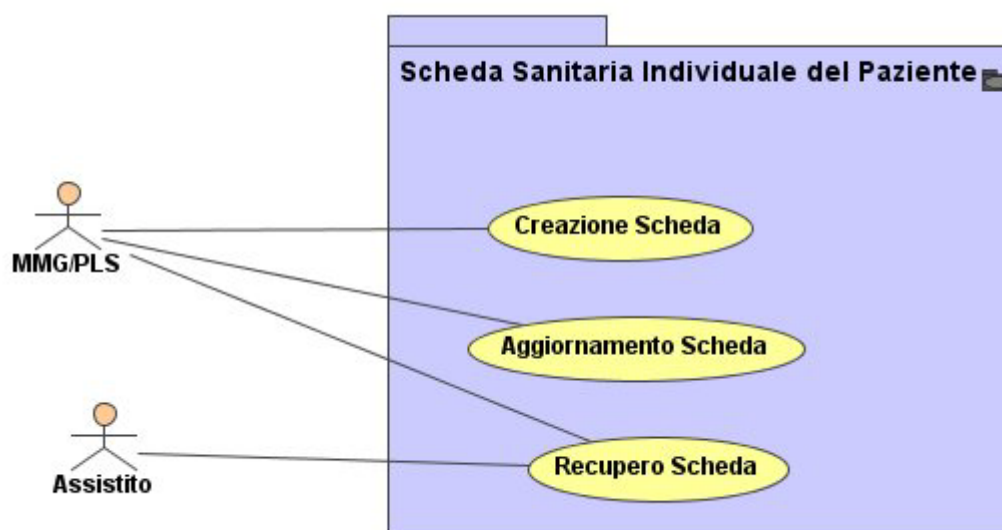 Scheda Sanitaria Individuale del Paziente
Creazione Scheda
MMG/PLS
Aggiornamento Scheda
Recupero Scheda
Assistito